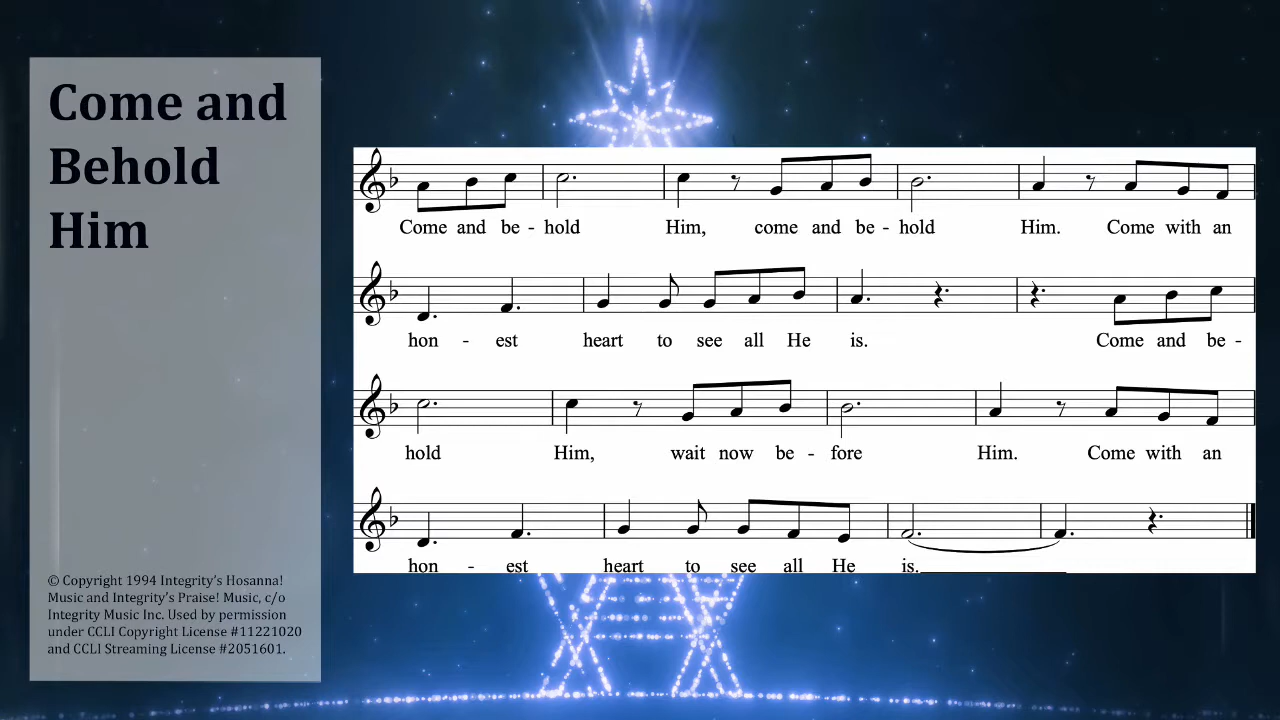 Come and
Behold
Him
Come and be - hold Him, come and be - hold Him. Come with an
hon - est heart to see all He is. Come and be -
hold Him, wait now be - fore Him. Come with an
hon - est heart to see all He is.
© Copyright 1994 Integrity’s Hosanna!
Music and Integrity’s Praise! Music, c/o
Integrity Music Inc. Used by permission
under CCLI Copyright License #11221020
and CCLI Streaming License #2051601.